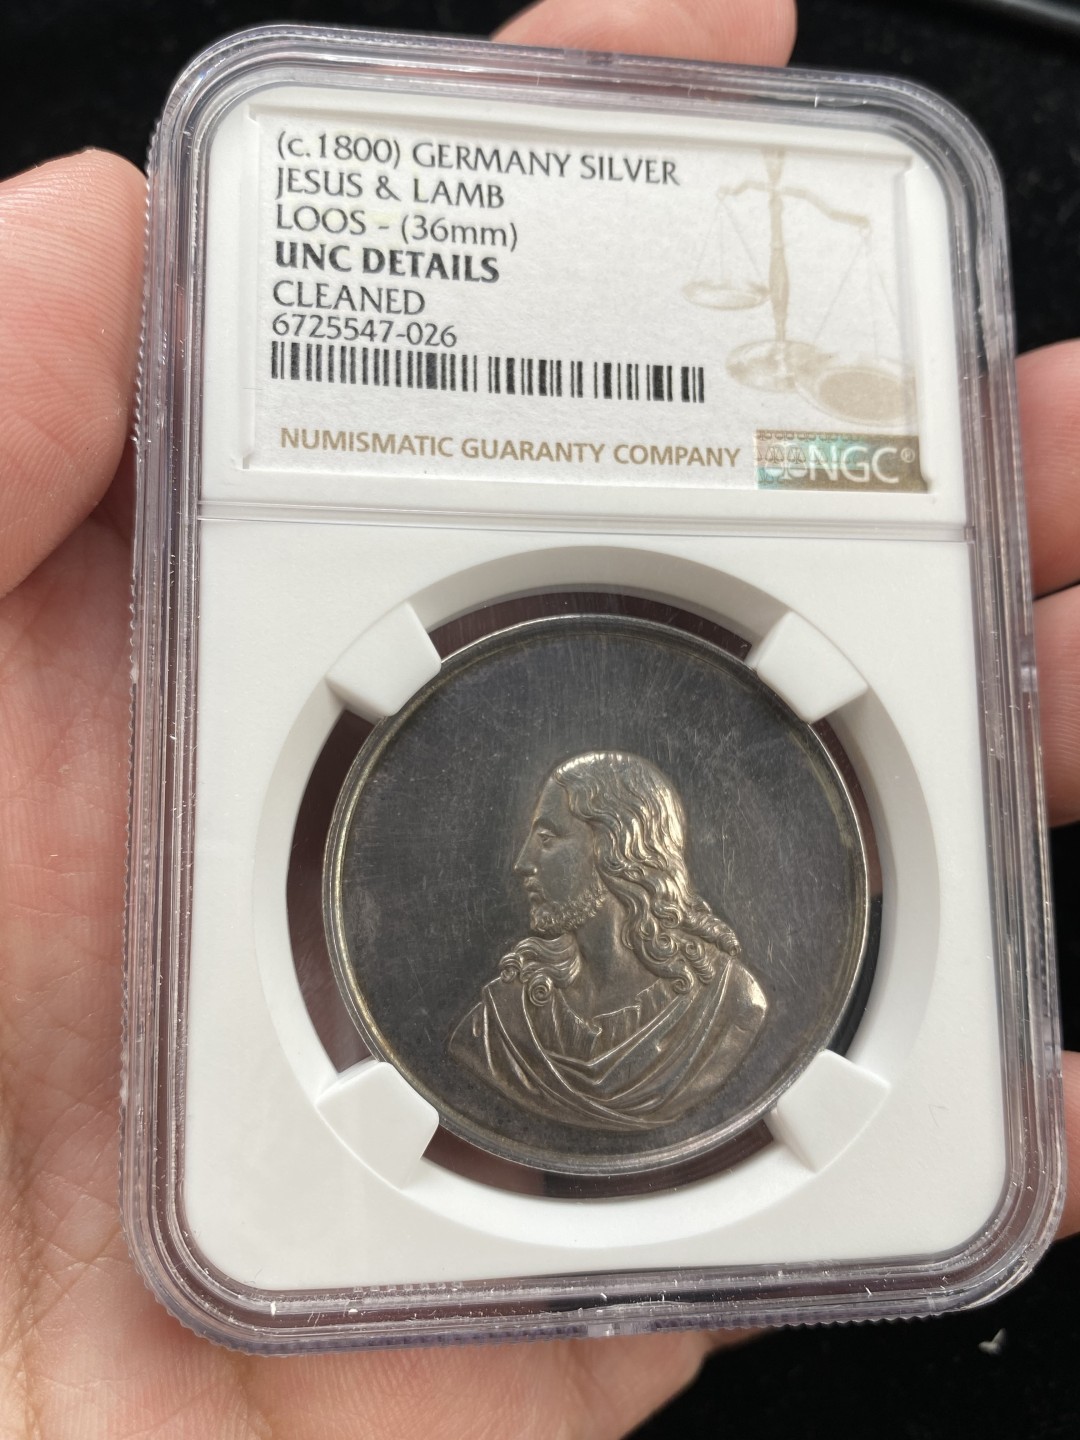 (c.1800) GERMANY SILVER
JESUS & LAMB
LOOS - (36mm)
UNC DETAILS
CLEANED
6725547-026
NUMISMATIC GUARANTY COMPANY
NGC®